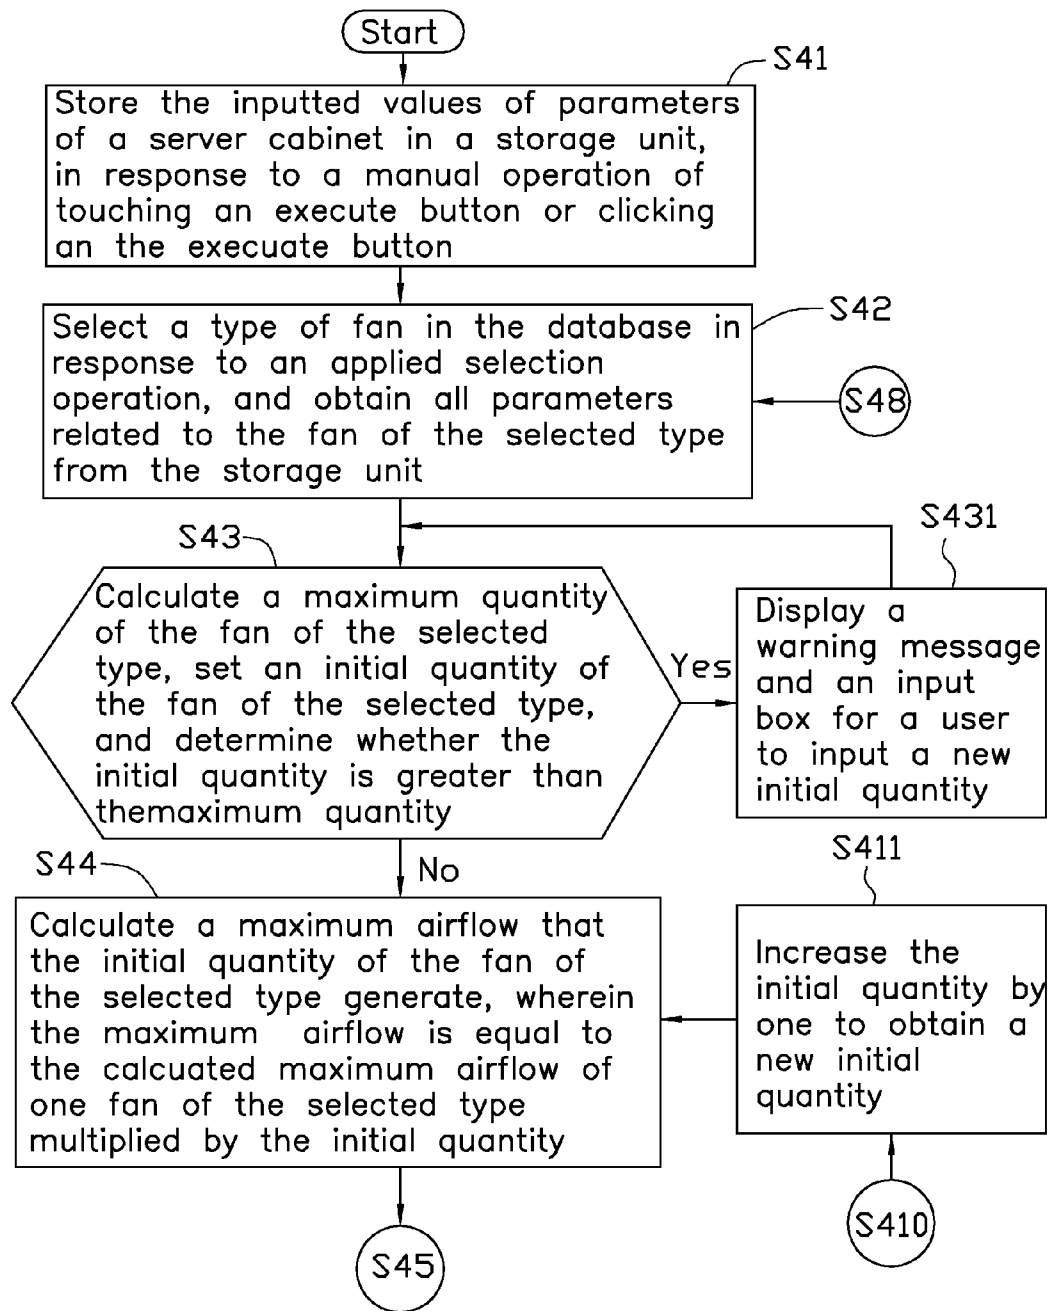 Start
S41
Store the inputted values of parameters
of a server cabinet in a storage unit,
in response to a manual operation of
touching an execute button or clicking
an the execuate button
S42
Select a type of fan in the database in
response to an applied selection
operation, and obtain all parameters
related to the fan of the selected type
from the storage unit
S48
S43
Calculate a maximum quantity
of the fan of the selected
type, set an initial quantity of
the fan of the selected type,
and determine whether the
initial quantity is greater than
themaximum quantity
Yes
S431
Display a
warning message
and an input
box for a user
to input a new
initial quantity
No
S44
Calculate a maximum airflow that
the initial quantity of the fan of
the selected type generate, wherein
the maximum airflow is equal to
the calcuated maximum airflow of
one fan of the selected type
multiplied by the initial quantity
S411
Increase the
initial quantity by
one to obtain a
new initial
quantity
S410
S45